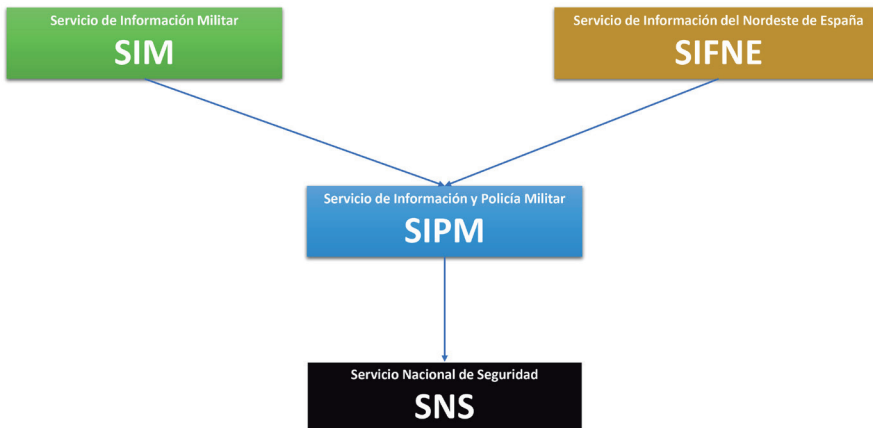 Servicio de Información Militar
SIM
Servicio de Información del Nordeste de España
SIFNE
Servicio de Información y Policía Militar
SIPM
Servicio Nacional de Seguridad
SNS